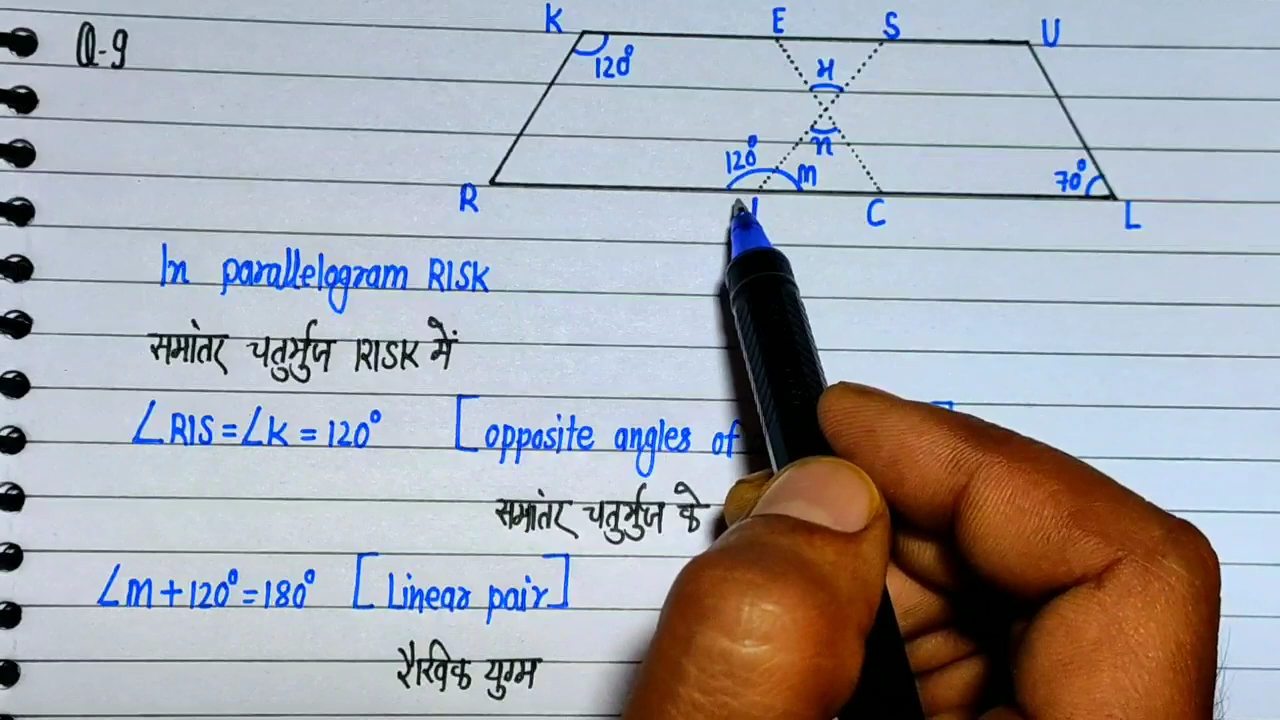 Q-9
K E S U
120°
x
n
120° m 70°
R I C L
In parallelogram RISK
समांतर चतुर्भुज RISK में
∠RIS = ∠K = 120° [opposite angles of
समांतर चतुर्भुज के
∠m + 120° = 180° [Linear pair]
रैखिक युग्म